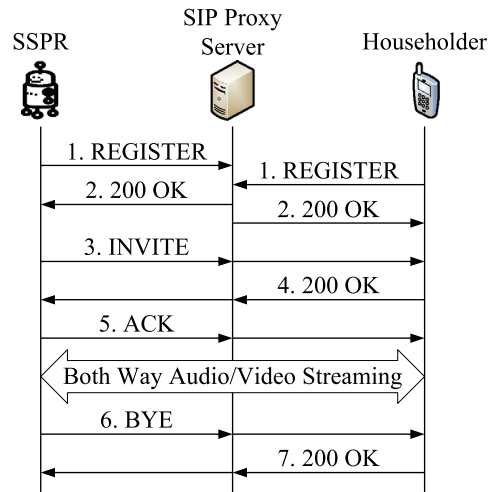 SSPR
SIP Proxy
Server
Householder
1. REGISTER
1. REGISTER
2. 200 OK
2. 200 OK
3. INVITE
4. 200 OK
5. ACK
Both Way Audio/Video Streaming
6. BYE
7. 200 OK